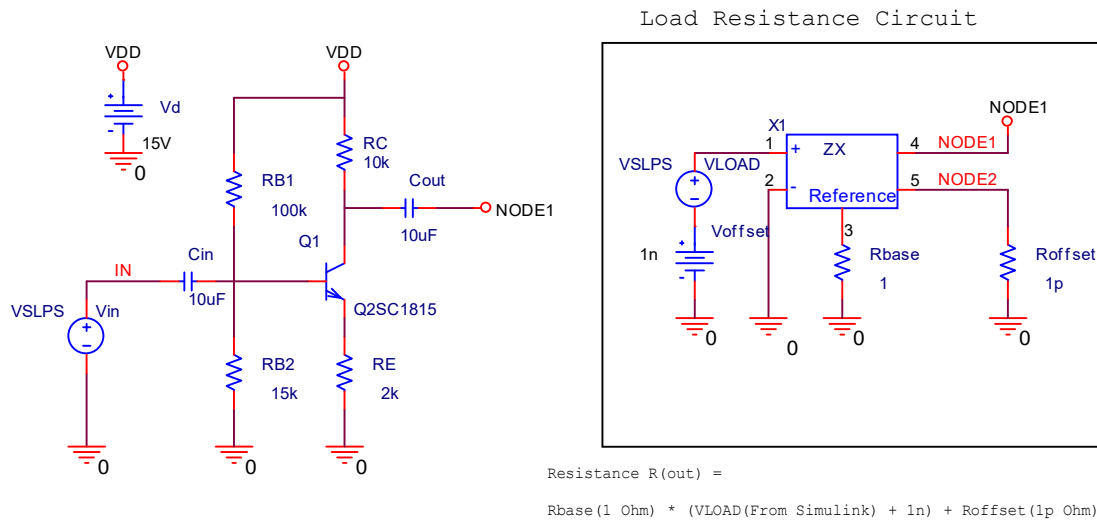 Load Resistance Circuit
VDD
VDD
Vd
15V
0
RC
10k
RB1
100k
Cout
10uF
NODE1
Q1
Q2SC1815
IN
Cin
10uF
VSLPS
Vin
RB2
15k
RE
2k
0
0
0
NODE1
X1
1
+
ZX
4
NODE1
VSLPS
VLOAD
2
-
5
NODE2
Reference
3
Voffset
1n
Rbase
1
Roffset
1p
0
0
0
0
Resistance R(out) =
Rbase(1 Ohm) * (VLOAD(From Simulink) + 1n) + Roffset(1p Ohm)